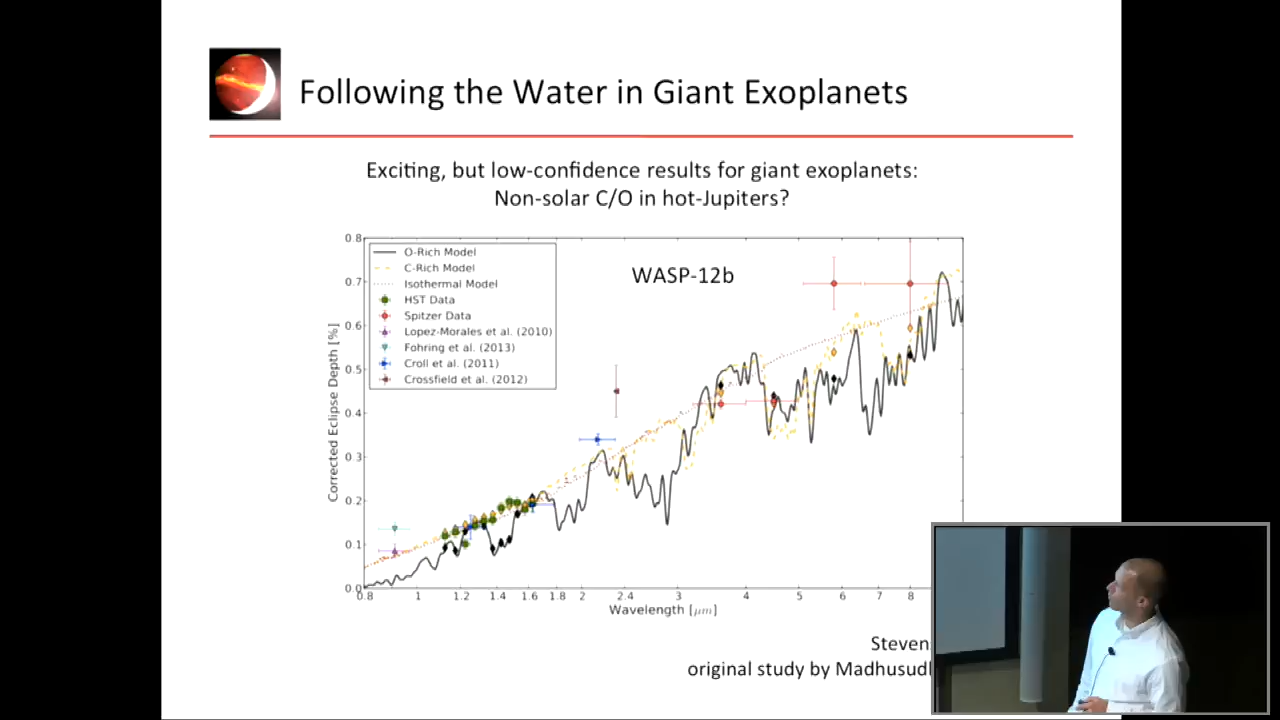 Following the Water in Giant Exoplanets
Exciting, but low-confidence results for giant exoplanets:
Non-solar C/O in hot-Jupiters?
0.8
0.7
0.6
0.5
0.4
0.3
0.2
0.1
0.0
Corrected Eclipse Depth [%]
O-Rich Model
C-Rich Model
Isothermal Model
HST Data
Spitzer Data
Lopez-Morales et al. (2010)
Fohring et al. (2013)
Croll et al. (2011)
Crossfield et al. (2012)
WASP-12b
0.8 1 1.2 1.4 1.6 1.8 2 2.4 3 4 5 6 7 8
Wavelength [μm]
Steven
original study by Madhusud